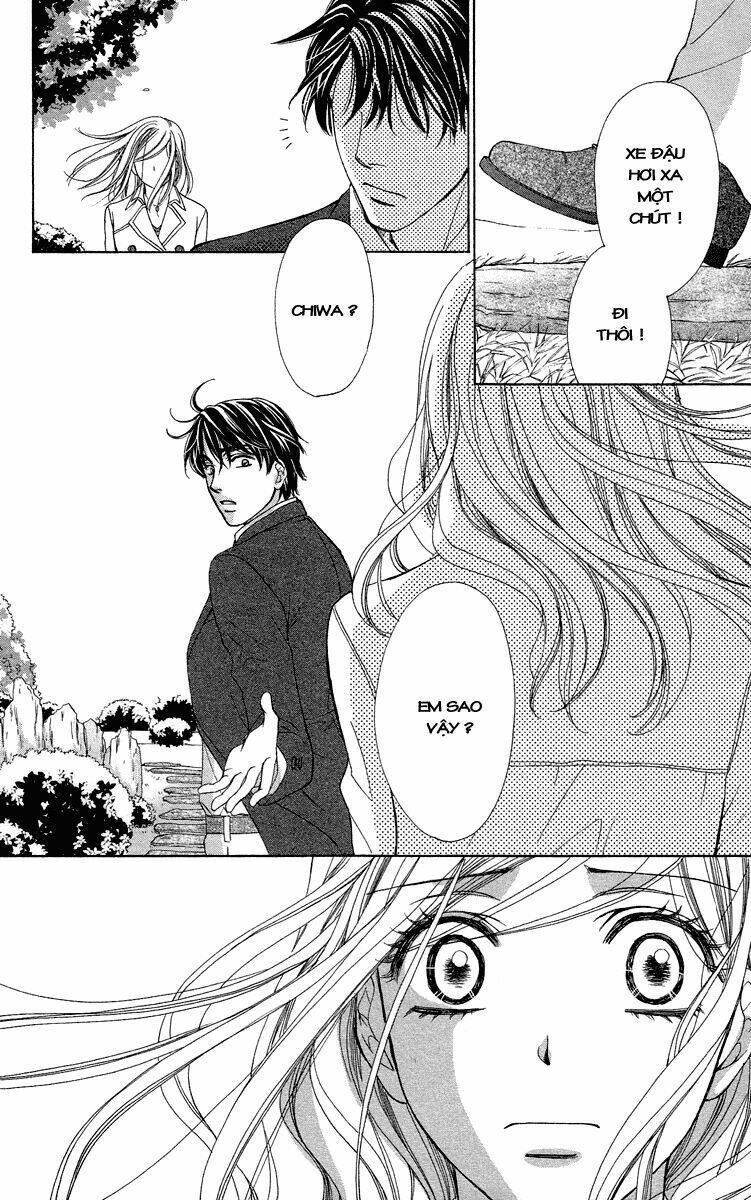 XE ĐẬU
HƠI XA
MỘT
CHÚT !
ĐI
THÔI !
CHIWA ?
EM SAO
VẬY ?